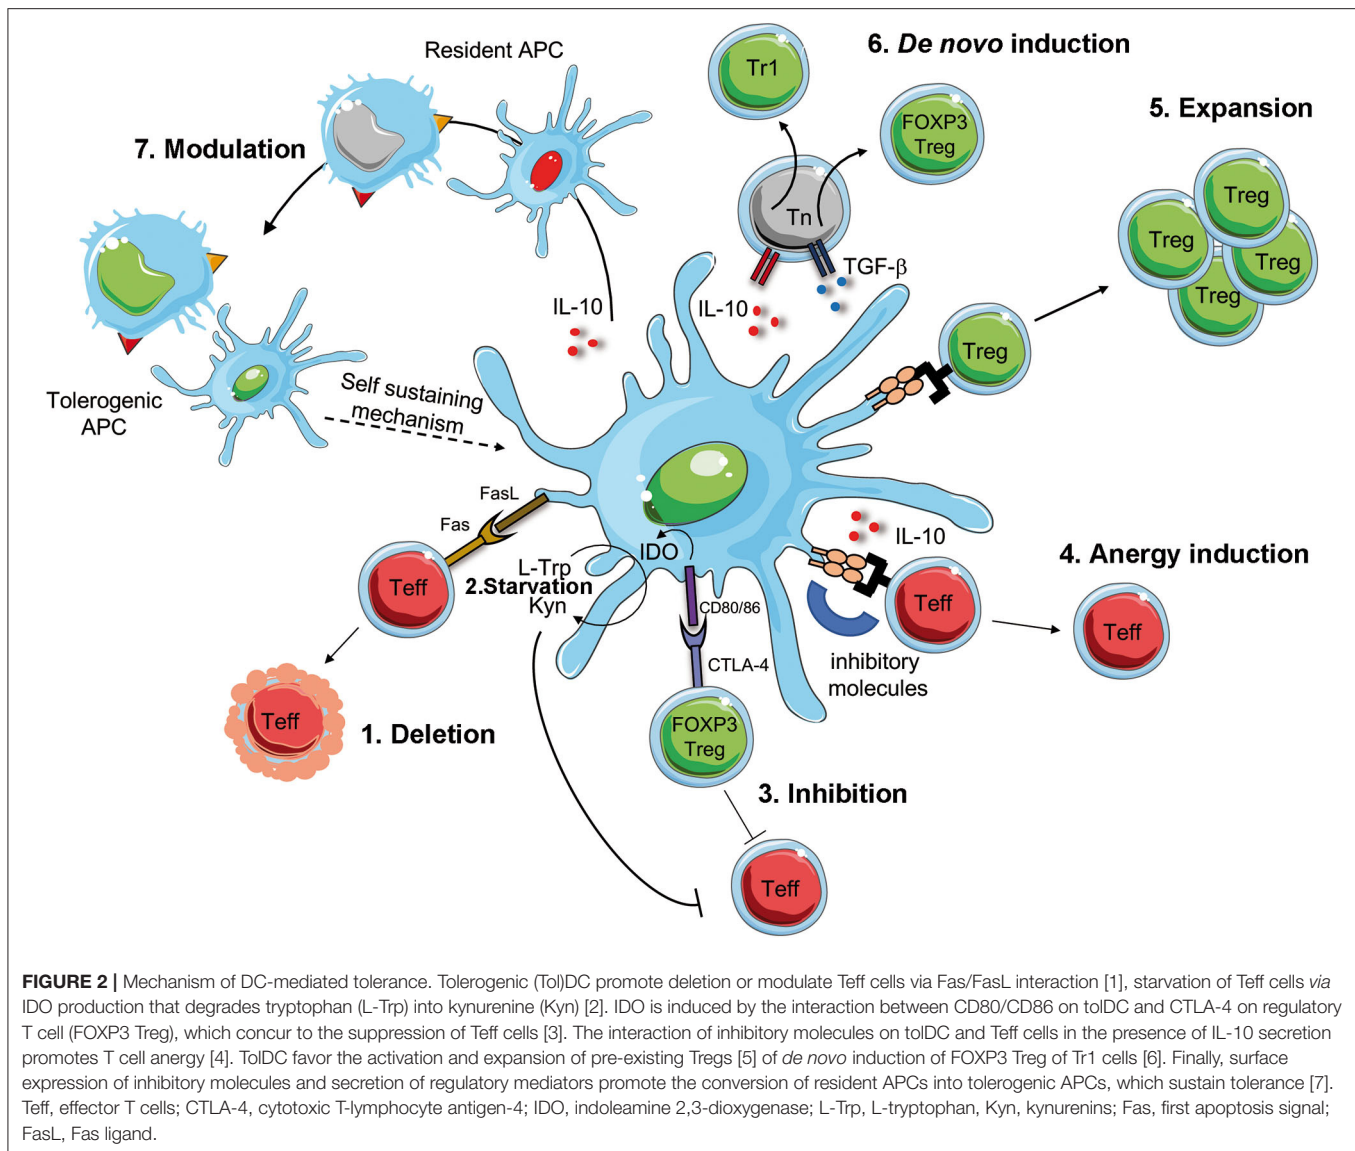 Resident APC
6. De novo induction
Tr1
FOXP3
Treg
5. Expansion
7. Modulation
Tn
TGF-β
IL-10
IL-10
Treg
Treg
Treg
Treg
Treg
Tolerogenic
APC
Self sustaining
mechanism
FasL
Fas
Teff
IDO
L-Trp
2.Starvation
Kyn
CD80/86
CTLA-4
IL-10
Teff
inhibitory
molecules
4. Anergy induction
Teff
Teff
1. Deletion
FOXP3
Treg
3. Inhibition
Teff
FIGURE 2 | Mechanism of DC-mediated tolerance. Tolerogenic (Tol)DC promote deletion or modulate Teff cells via Fas/FasL interaction [1], starvation of Teff cells via
IDO production that degrades tryptophan (L-Trp) into kynurenine (Kyn) [2]. IDO is induced by the interaction between CD80/CD86 on tolDC and CTLA-4 on regulatory
T cell (FOXP3 Treg), which concur to the suppression of Teff cells [3]. The interaction of inhibitory molecules on tolDC and Teff cells in the presence of IL-10 secretion
promotes T cell anergy [4]. TolDC favor the activation and expansion of pre-existing Tregs [5] of de novo induction of FOXP3 Treg of Tr1 cells [6]. Finally, surface
expression of inhibitory molecules and secretion of regulatory mediators promote the conversion of resident APCs into tolerogenic APCs, which sustain tolerance [7].
Teff, effector T cells; CTLA-4, cytotoxic T-lymphocyte antigen-4; IDO, indoleamine 2,3-dioxygenase; L-Trp, L-tryptophan, Kyn, kynurenins; Fas, first apoptosis signal;
FasL, Fas ligand.